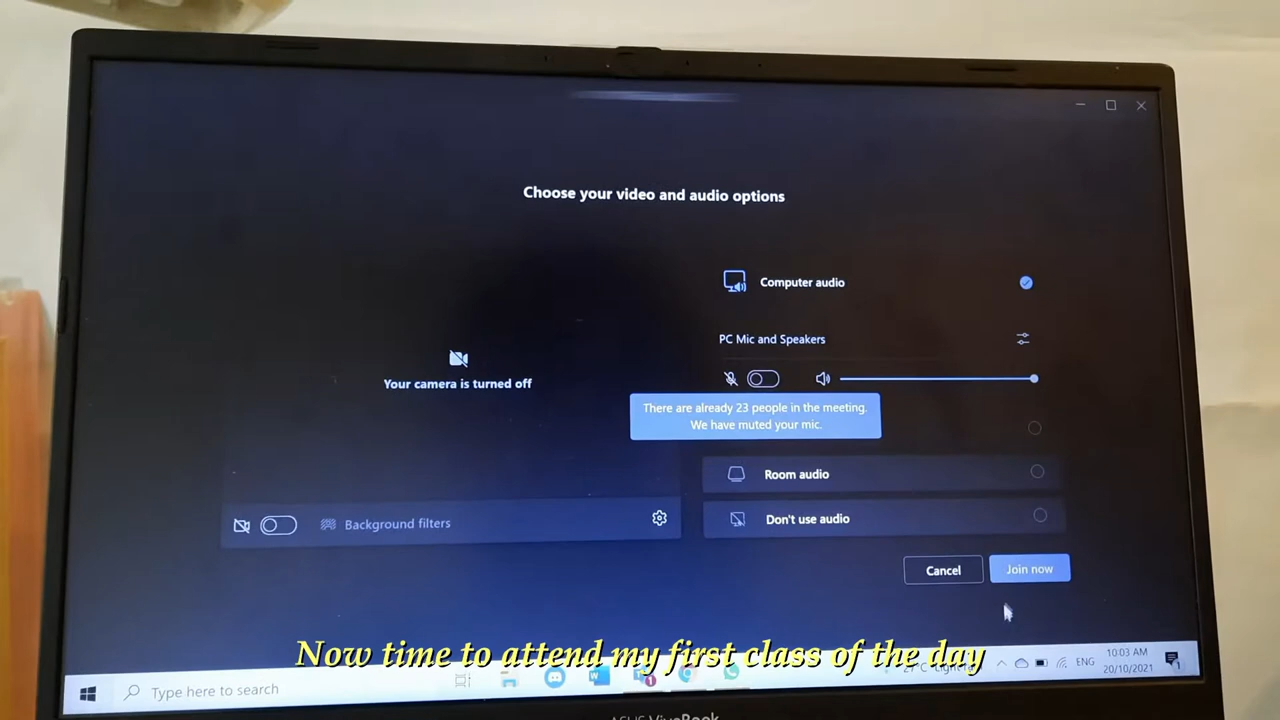 Choose your video and audio options
Computer audio
PC Mic and Speakers
Your camera is turned off
There are already 23 people in the meeting.
We have muted your mic.
Room audio
Don't use audio
Background filters
Cancel
Join now
Now time to attend my first class of the day
Type here to search
ENG
10:03 AM
20/10/2021
ASUS VivoBook